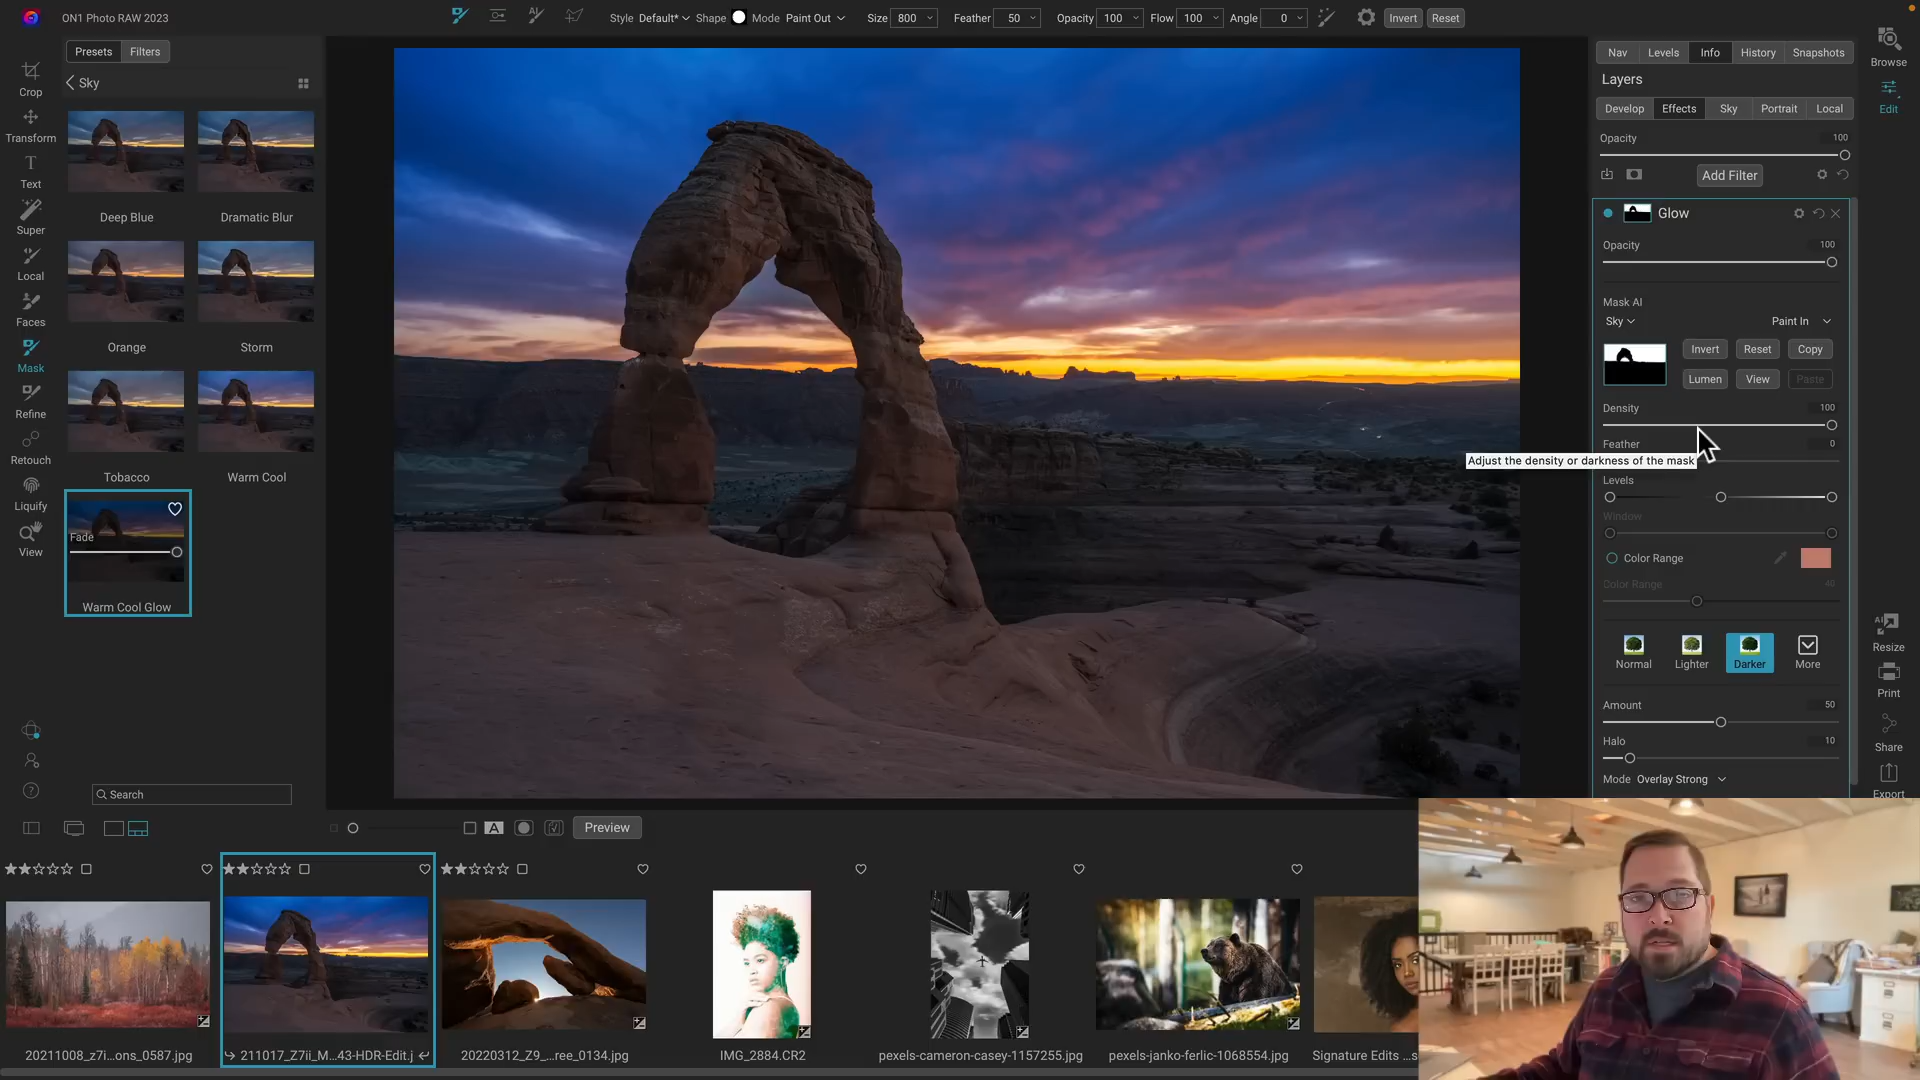 ON1 Photo RAW 2023
Style Default* Shape Mode Paint Out Size 800 Feather 50 Opacity 100 Flow 100 Angle 0 Invert Reset
Presets Filters
Sky
Crop
Transform
Text
Super
Local
Faces
Mask
Refine
Retouch
Liquify
View
Deep Blue
Dramatic Blur
Orange
Storm
Tobacco
Warm Cool
Fade
Warm Cool Glow
Search
Nav Levels Info History Snapshots
Layers
Develop Effects Sky Portrait Local
Opacity 100
Add Filter
Glow
Opacity 100
Mask AI
Sky Paint In
Invert Reset Copy
Lumen View Paste
Density 100
Feather 0
Adjust the density or darkness of the mask
Levels
Window
Color Range
Color Range 40
Normal Lighter Darker More
Amount 50
Halo 10
Mode Overlay Strong
Browse
Edit
AI
Resize
Print
Share
Export
A
Preview
20211008_z7i...ons_0587.jpg
211017_Z7ii_M...43-HDR-Edit.j
20220312_Z9_...ree_0134.jpg
IMG_2884.CR2
pexels-cameron-casey-1157255.jpg
pexels-janko-ferlic-1068554.jpg
Signature Edits ...s